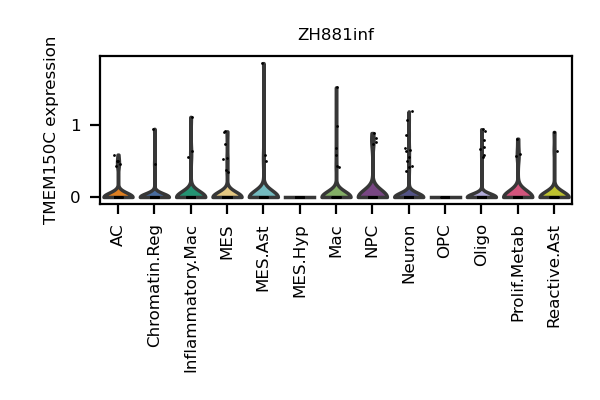 ZH881inf
TMEM150C expression
1
0
AC
Chromatin.Reg
Inflammatory.Mac
MES
MES.Ast
MES.Hyp
Mac
NPC
Neuron
OPC
Oligo
Prolif.Metab
Reactive.Ast